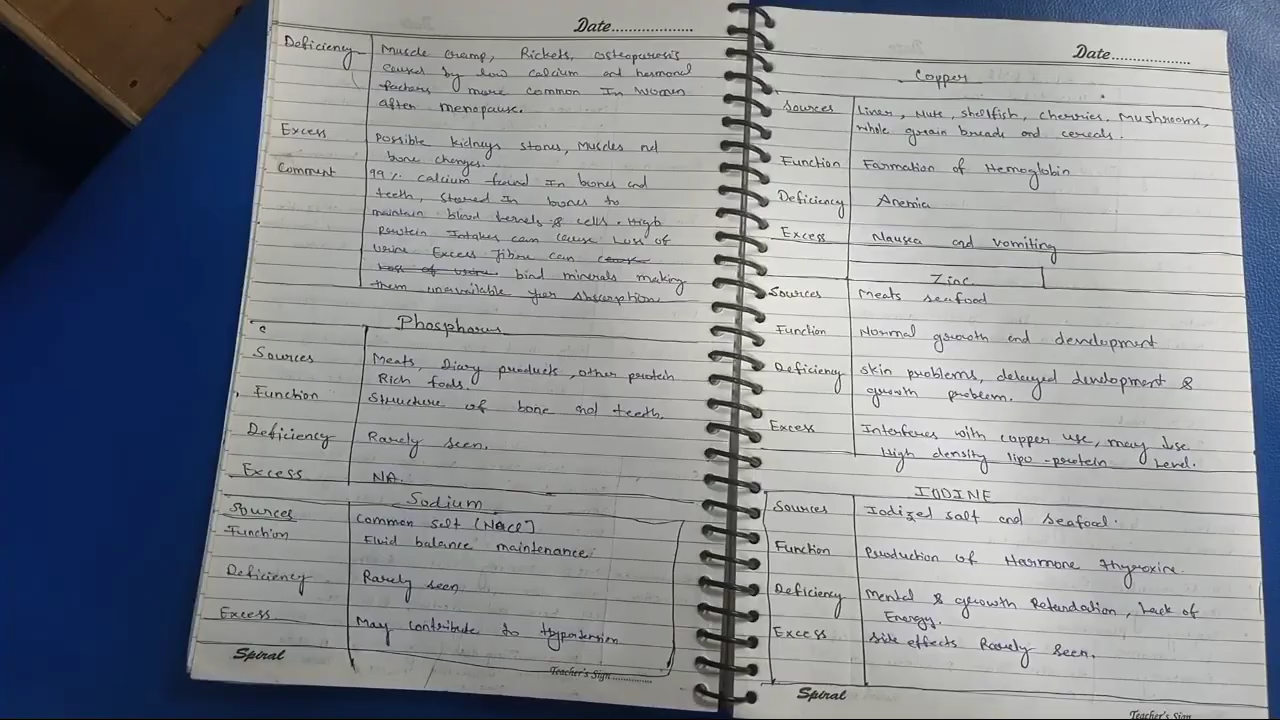 Date....................
Deficiency Muscle cramp, Rickets, osteoporosis
caused by low calcium and hormonal
factors more common In women
after menopause.
Excess Possible kidneys stones, Muscles nd
bone changes.
Comment 99% calcium found In bones and
teeth, stored In bones to
maintain blood & cells. High
protein Intakes can cause Loss of
urine Excess fibre can cause
Loss of urine bind minerals making
them unavailable for absorption
Phosphorus
Sources Meats, Diary products, other protein
Rich foods.
Function Structure of bone and teeth.
Deficiency Rarely seen.
Excess NA.
Sodium
Sources Common salt (NACl)
Function Fluid balance maintenance.
Deficiency Rarely seen
Excess May contribute to Hypertension
Spiral
Teacher's Sign..............
Date....................
Copper
Sources Liver, Nuts, shellfish, cherries, Mushrooms,
whole grain breads and cereals.
Function Formation of Hemoglobin
Deficiency Anemia
Excess Nausea and vomiting
Zinc
Sources Meats seafood
Function Normal growth and development
Deficiency skin problems, delayed development &
growth problem.
Excess Interferes with copper use, may
High density lipo-protein Level.
IODINE
Sources Iodized salt and seafood.
Function Production of Harmone thyroxine.
Deficiency Mental & growth Retardation, Lack of
Energy.
Excess effects Rarely seen.
Spiral
Teacher's Sign